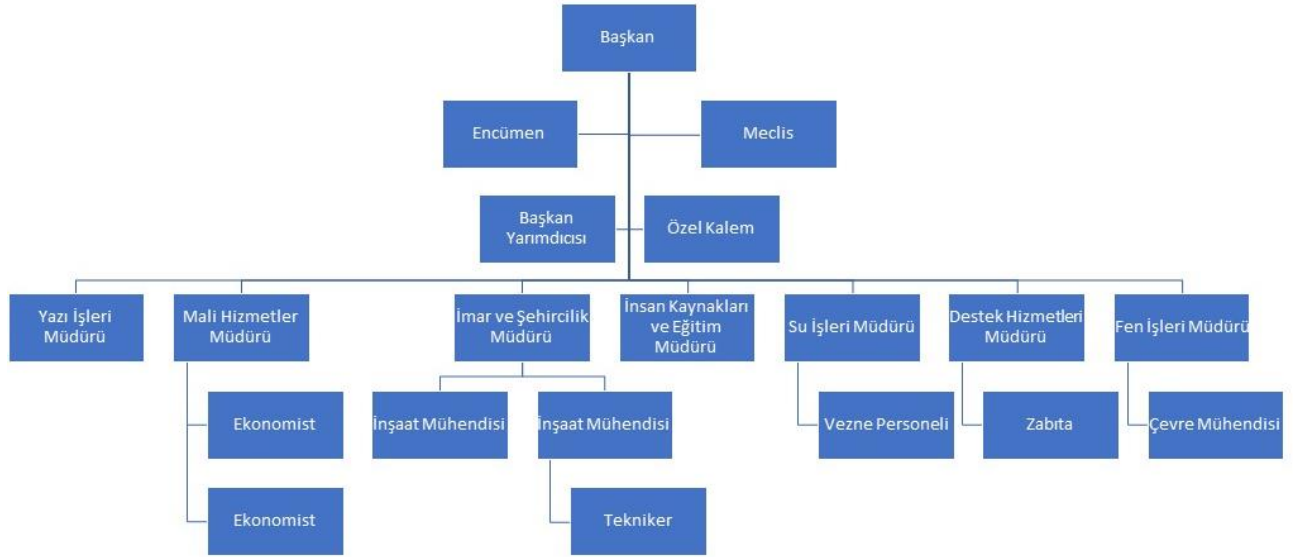 Başkan
Encümen
Meclis
Başkan
Yarımdıcısı
Özel Kalem
Yazı İşleri
Müdürü
Mali Hizmetler
Müdürü
İmar ve Şehircilik
Müdürü
İnsan Kaynakları
ve Eğitim
Müdürü
Su İşleri Müdürü
Destek Hizmetleri
Müdürü
Fen İşleri Müdürü
Ekonomist
İnşaat Mühendisi
İnşaat Mühendisi
Vezne Personeli
Zabıta
Çevre Mühendisi
Ekonomist
Tekniker